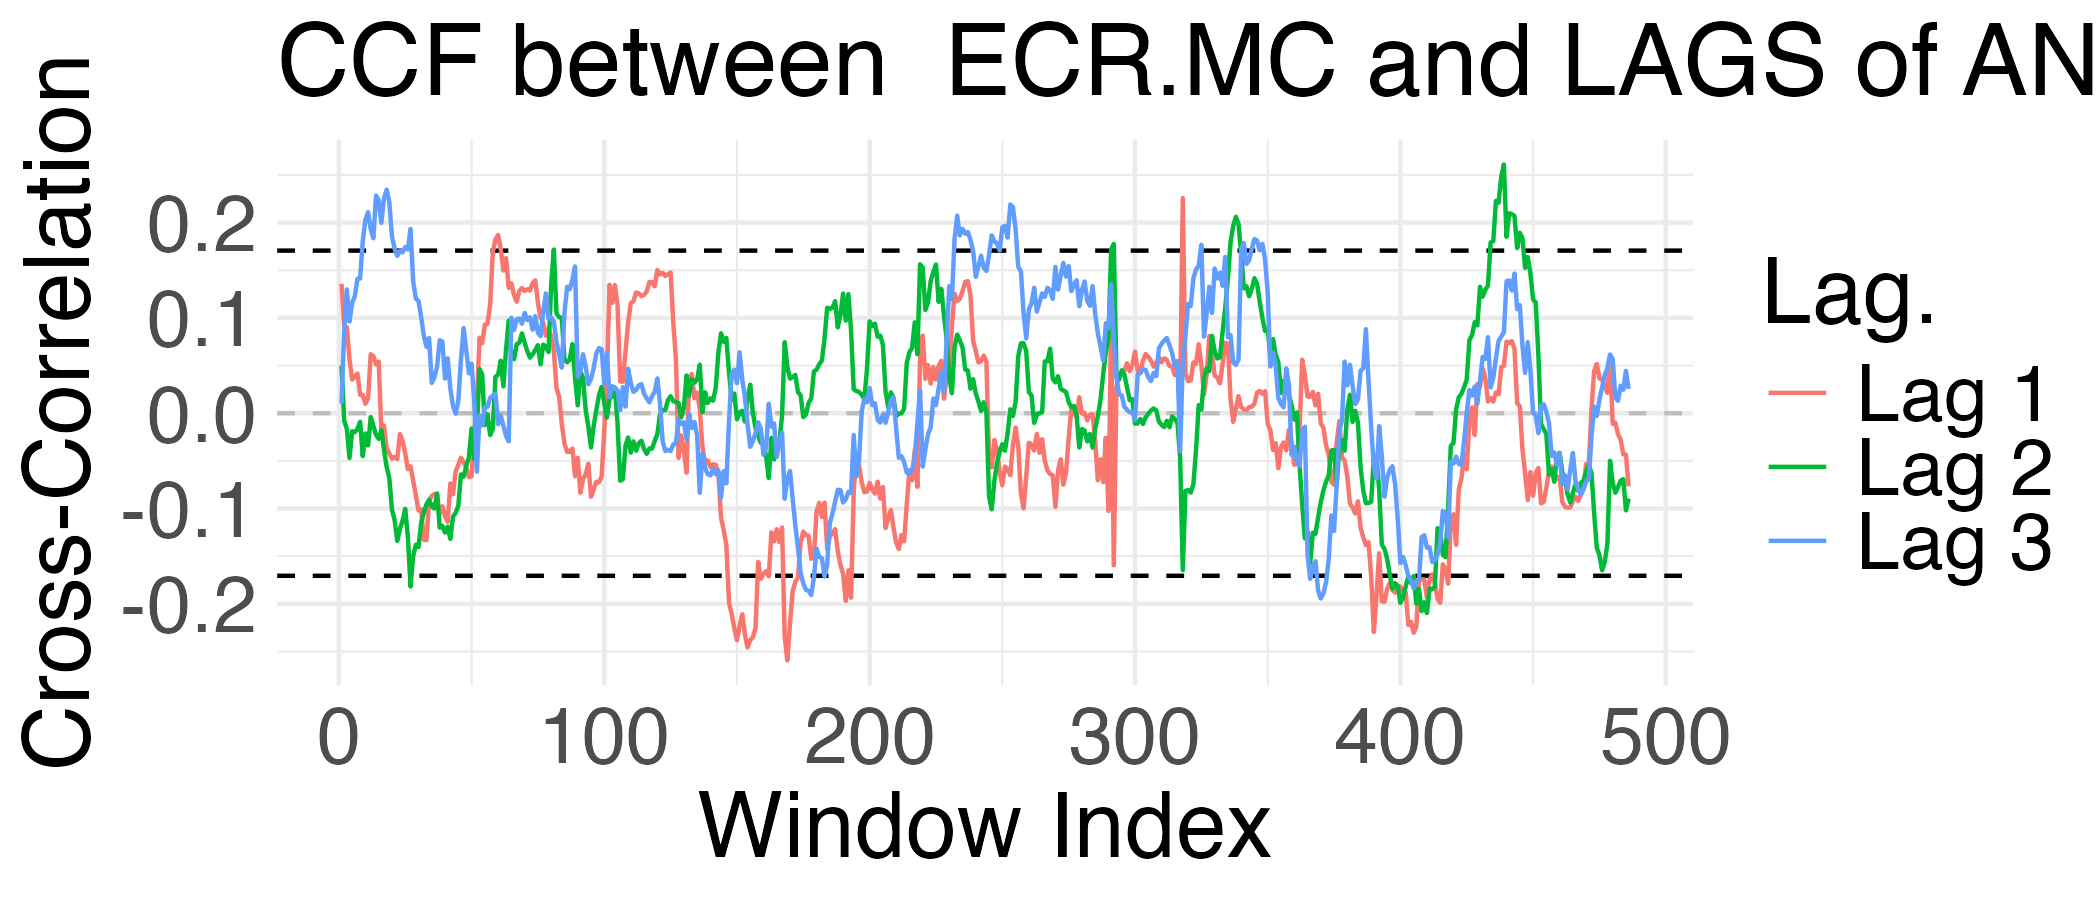 CCF between ECR.MC and LAGS of AN
Cross-Correlation
0.2
0.1
0.0
-0.1
-0.2
0 100 200 300 400 500
Window Index
Lag.
Lag 1
Lag 2
Lag 3